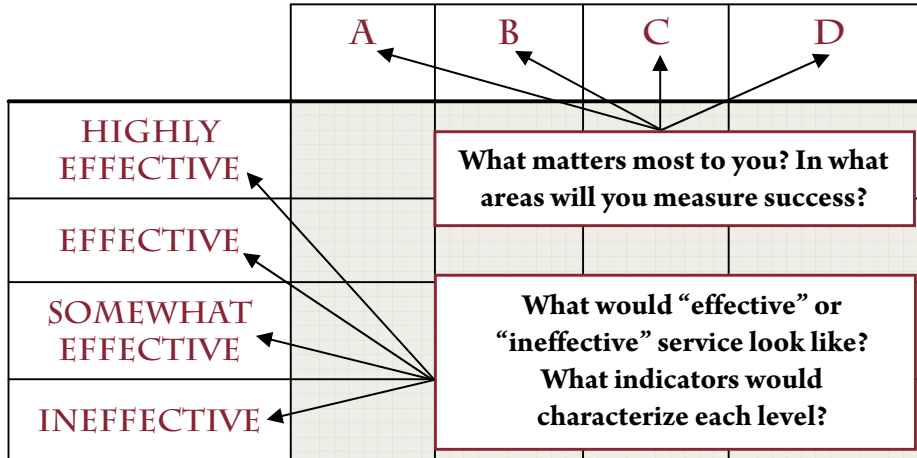 A B C D
HIGHLY
EFFECTIVE
What matters most to you? In what
areas will you measure success?
EFFECTIVE
SOMEWHAT
EFFECTIVE
What would “effective” or
“ineffective” service look like?
What indicators would
characterize each level?
INEFFECTIVE